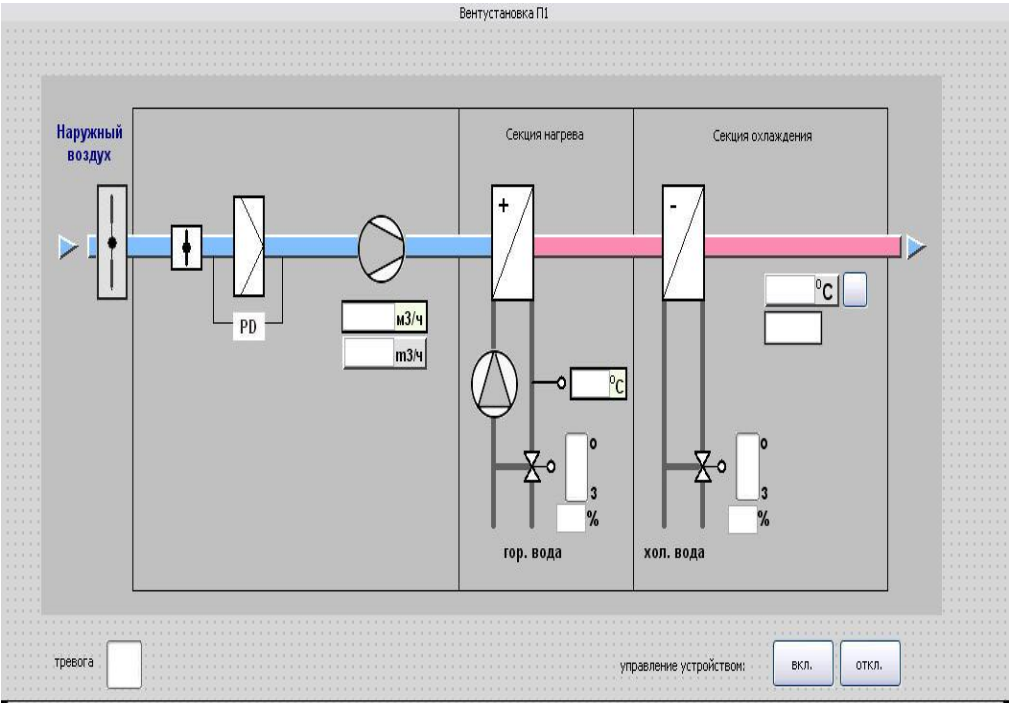 Вентустановка П1
Наружный
воздух
Секция нагрева
Секция охлаждения
+
-
°C
PD
м3/ч
m3/ч
°C
О
З
%
О
З
%
гор. вода
хол. вода
тревога
управление устройством:
вкл.
откл.